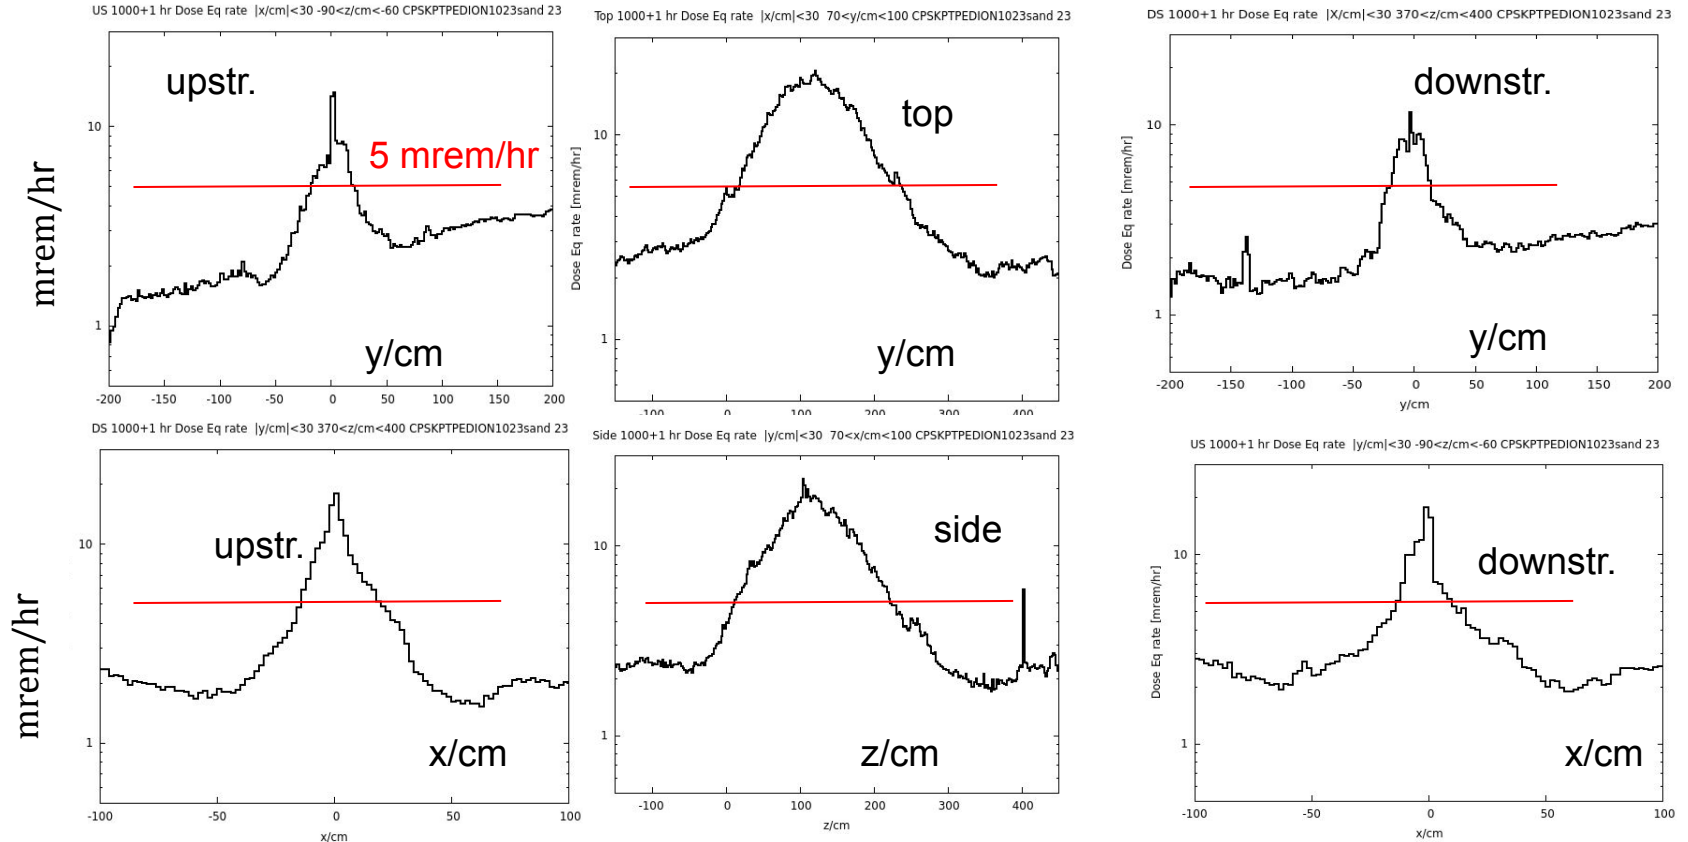 US 1000+1 hr Dose Eq rate |x/cm|<30 -90<z/cm<-60 CPSKPTPEDION1023sand 23
upstr.
5 mrem/hr
mrem/hr
10
1
y/cm
-200 -150 -100 -50 0 50 100 150 200
Top 1000+1 hr Dose Eq rate |x/cm|<30 70<y/cm<100 CPSKPTPEDION1023sand 23
top
Dose Eq rate [mrem/hr]
10
1
y/cm
-100 0 100 200 300 400
DS 1000+1 hr Dose Eq rate |X/cm|<30 370<z/cm<400 CPSKPTPEDION1023sand 23
downstr.
Dose Eq rate [mrem/hr]
10
1
y/cm
-200 -150 -100 -50 0 50 100 150 200
y/cm
DS 1000+1 hr Dose Eq rate |y/cm|<30 370<z/cm<400 CPSKPTPEDION1023sand 23
upstr.
mrem/hr
10
1
x/cm
-100 -50 0 50 100
x/cm
Side 1000+1 hr Dose Eq rate |y/cm|<30 70<x/cm<100 CPSKPTPEDION1023sand 23
side
10
1
z/cm
-100 0 100 200 300 400
z/cm
US 1000+1 hr Dose Eq rate |y/cm|<30 -90<z/cm<-60 CPSKPTPEDION1023sand 23
downstr.
Dose Eq rate [mrem/hr]
10
1
x/cm
-100 -50 0 50 100
x/cm